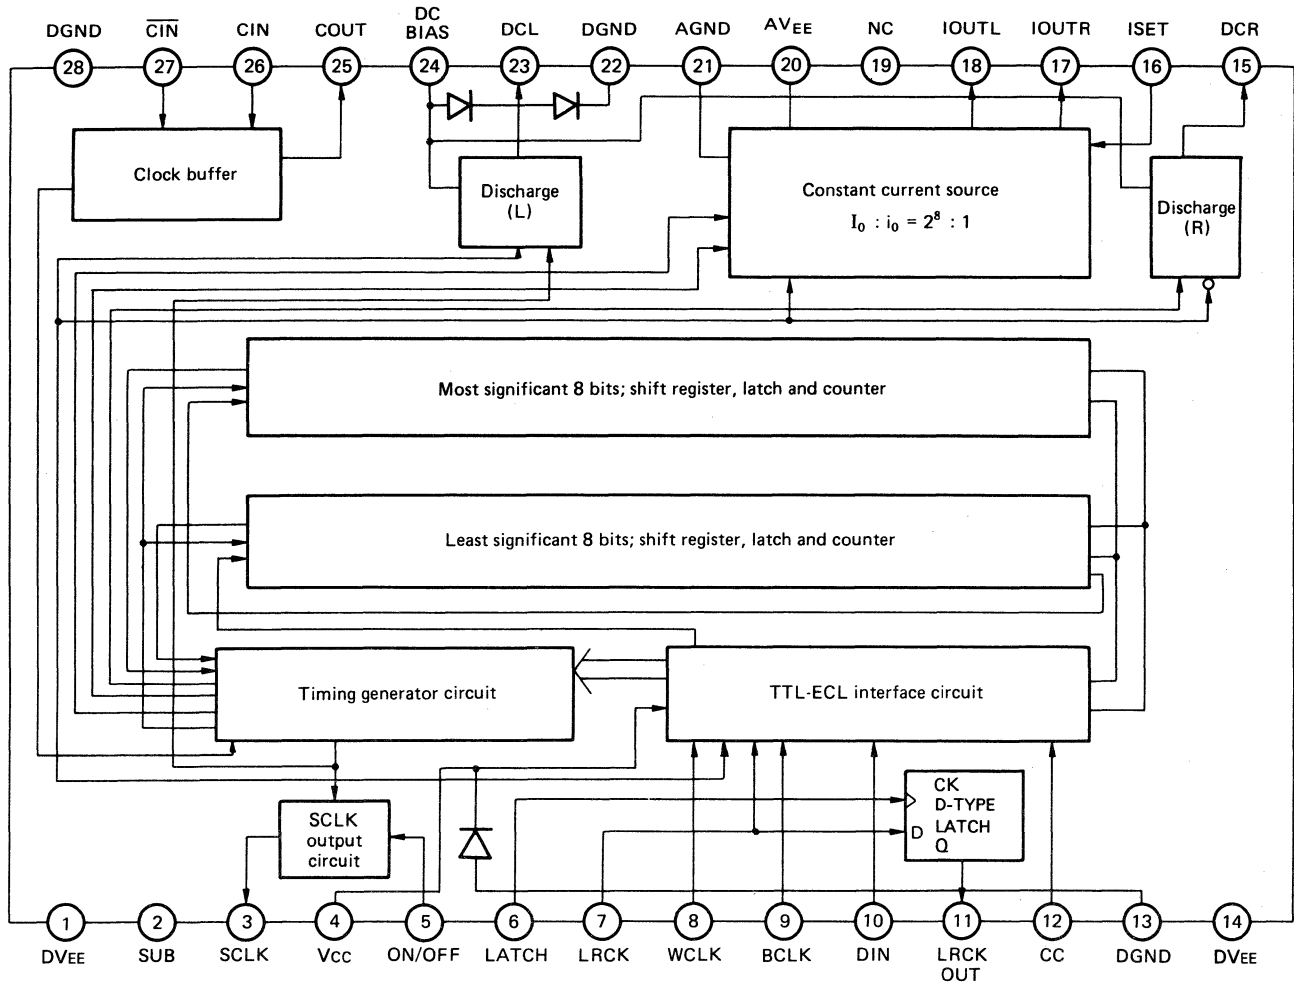 DGND
CIN
CIN
COUT
DC
BIAS
DCL
DGND
AGND
AVEE
NC
IOUTL
IOUTR
ISET
DCR
28
27
26
25
24
23
22
21
20
19
18
17
16
15
Clock buffer
Discharge
(L)
Constant current source
I₀ : i₀ = 2⁸ : 1
Discharge
(R)
Most significant 8 bits; shift register, latch and counter
Least significant 8 bits; shift register, latch and counter
Timing generator circuit
TTL-ECL interface circuit
SCLK
output
circuit
CK
D-TYPE
D LATCH
Q
1
2
3
4
5
6
7
8
9
10
11
12
13
14
DVEE
SUB
SCLK
VCC
ON/OFF
LATCH
LRCK
WCLK
BCLK
DIN
LRCK
OUT
CC
DGND
DVEE